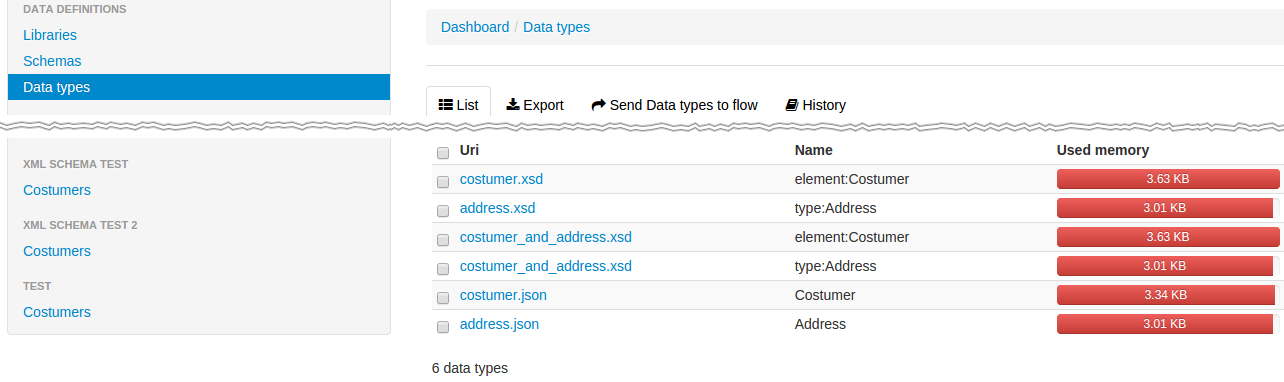 DATA DEFINITIONS
Libraries
Schemas
Data types
XML SCHEMA TEST
Costumers
XML SCHEMA TEST 2
Costumers
TEST
Costumers
Dashboard / Data types
List Export Send Data types to flow History
Uri Name Used memory
costumer.xsd element:Costumer 3.63 KB
address.xsd type:Address 3.01 KB
costumer_and_address.xsd element:Costumer 3.63 KB
costumer_and_address.xsd type:Address 3.01 KB
costumer.json Costumer 3.34 KB
address.json Address 3.01 KB
6 data types